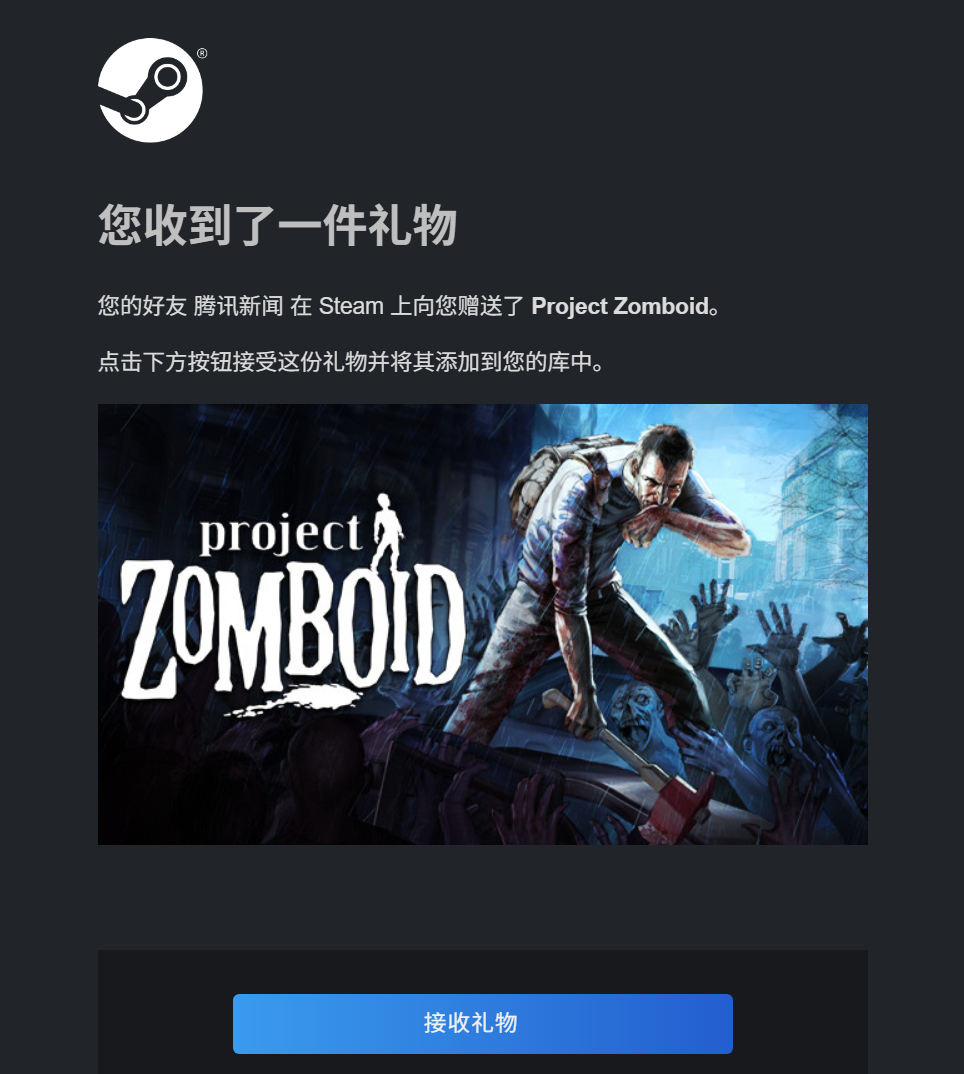 ®
您收到了一件礼物
您的好友 腾讯新闻 在 Steam 上向您赠送了 Project Zomboid。
点击下方按钮接受这份礼物并将其添加到您的库中。
project
ZOMBOID
接收礼物